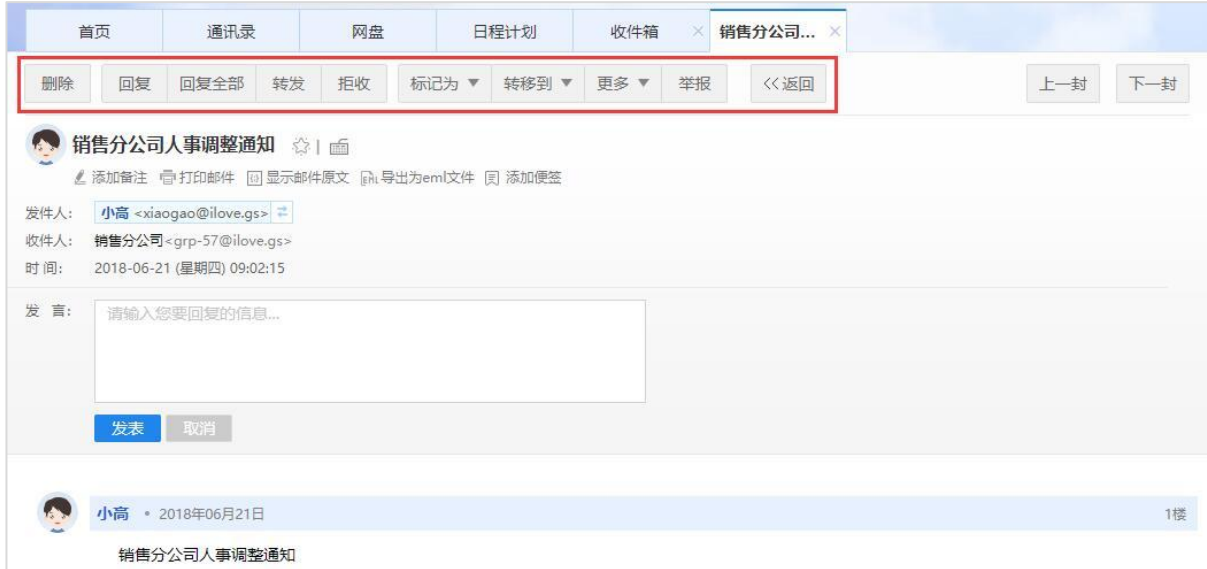 首页 通讯录 网盘 日程计划 收件箱 × 销售分公司... ×
删除 回复 回复全部 转发 拒收 标记为 ▼ 转移到 ▼ 更多 ▼ 举报 <<返回 上一封 下一封
销售分公司人事调整通知
添加备注 打印邮件 显示邮件原文 导出为eml文件 添加便签
发件人: 小高 <xiaogao@ilove.gs>
收件人: 销售分公司<grp-57@ilove.gs>
时 间: 2018-06-21 (星期四) 09:02:15
发 言: 请输入您要回复的信息...
发表 取消
小高 • 2018年06月21日 1楼
销售分公司人事调整通知